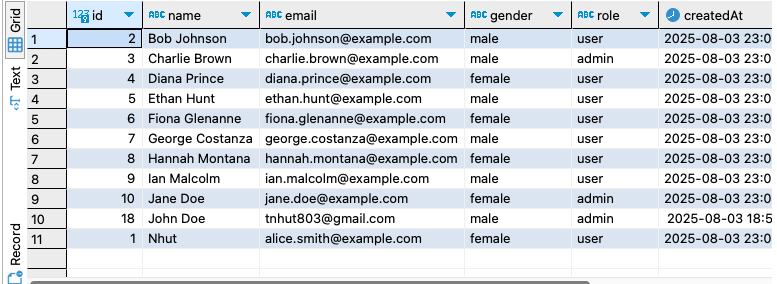 Grid
Text
Record
123 id ABC name ABC email ABC gender ABC role createdAt
1 2 Bob Johnson bob.johnson@example.com male user 2025-08-03 23:0
2 3 Charlie Brown charlie.brown@example.com male admin 2025-08-03 23:0
3 4 Diana Prince diana.prince@example.com female user 2025-08-03 23:0
4 5 Ethan Hunt ethan.hunt@example.com male user 2025-08-03 23:0
5 6 Fiona Glenanne fiona.glenanne@example.com female user 2025-08-03 23:0
6 7 George Costanza george.costanza@example.com male user 2025-08-03 23:0
7 8 Hannah Montana hannah.montana@example.com female user 2025-08-03 23:0
8 9 Ian Malcolm ian.malcolm@example.com male user 2025-08-03 23:0
9 10 Jane Doe jane.doe@example.com female admin 2025-08-03 23:0
10 18 John Doe tnhut803@gmail.com male admin 2025-08-03 18:5
11 1 Nhut alice.smith@example.com female user 2025-08-03 23:0